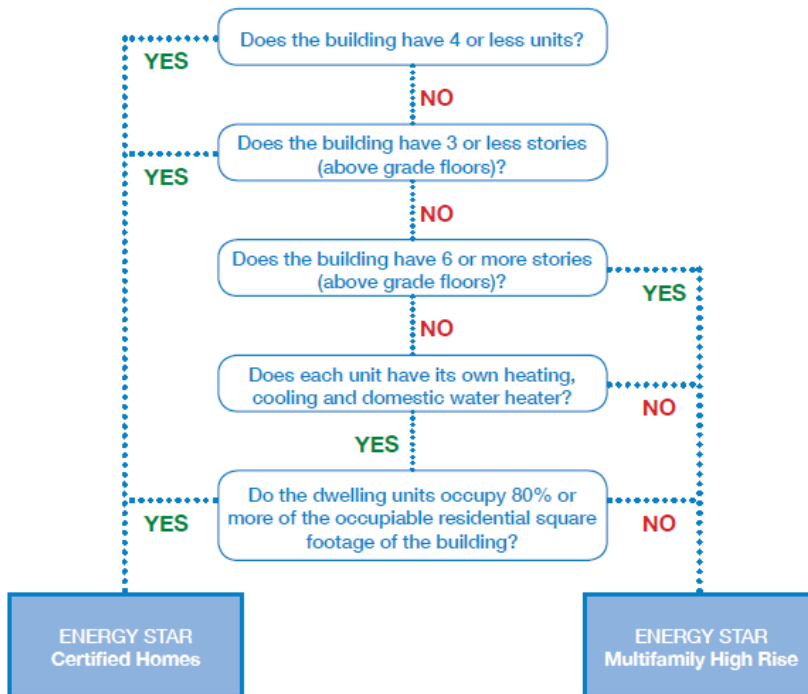 Does the building have 4 or less units?
YES
NO
Does the building have 3 or less stories
(above grade floors)?
YES
NO
Does the building have 6 or more stories
(above grade floors)?
YES
NO
Does each unit have its own heating,
cooling and domestic water heater?
NO
YES
Do the dwelling units occupy 80% or
more of the occupiable residential square
footage of the building?
YES
NO
ENERGY STAR
Certified Homes
ENERGY STAR
Multifamily High Rise